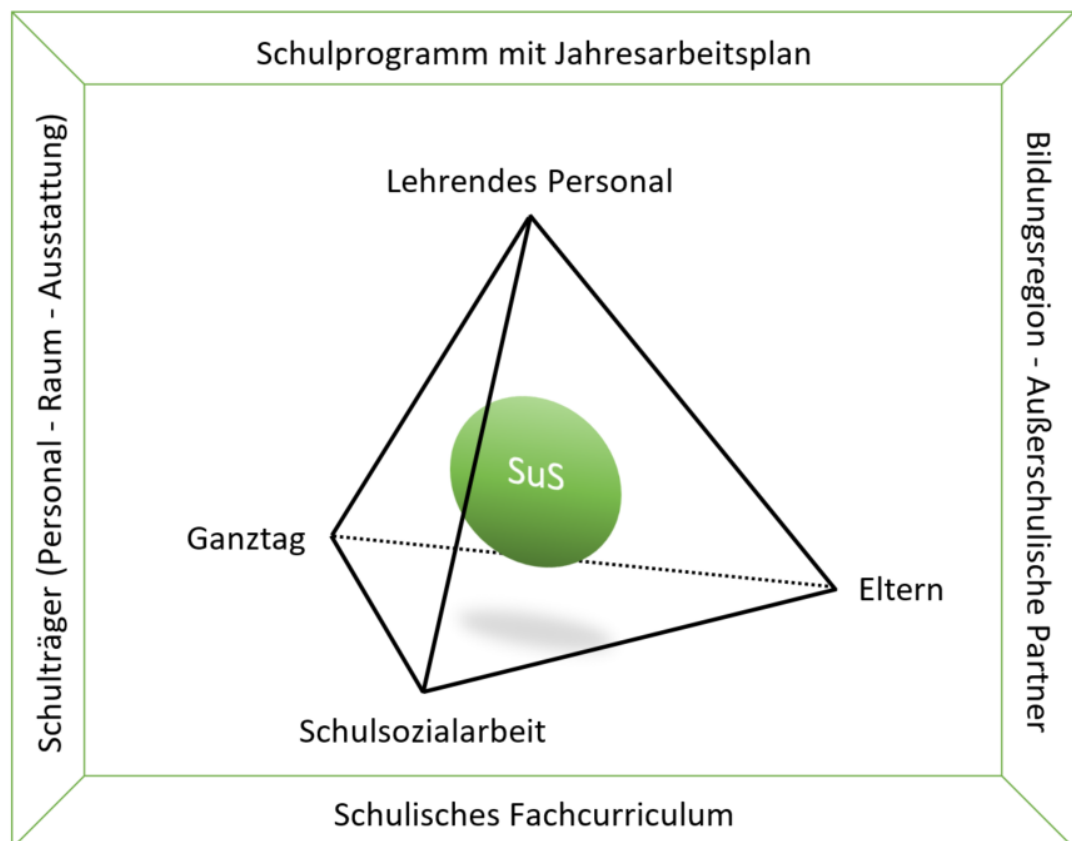 Schulprogramm mit Jahresarbeitsplan
Schulträger (Personal - Raum - Ausstattung)
Lehrendes Personal
SuS
Ganztag
Eltern
Schulsozialarbeit
Bildungsregion - Außerschulische Partner
Schulisches Fachcurriculum